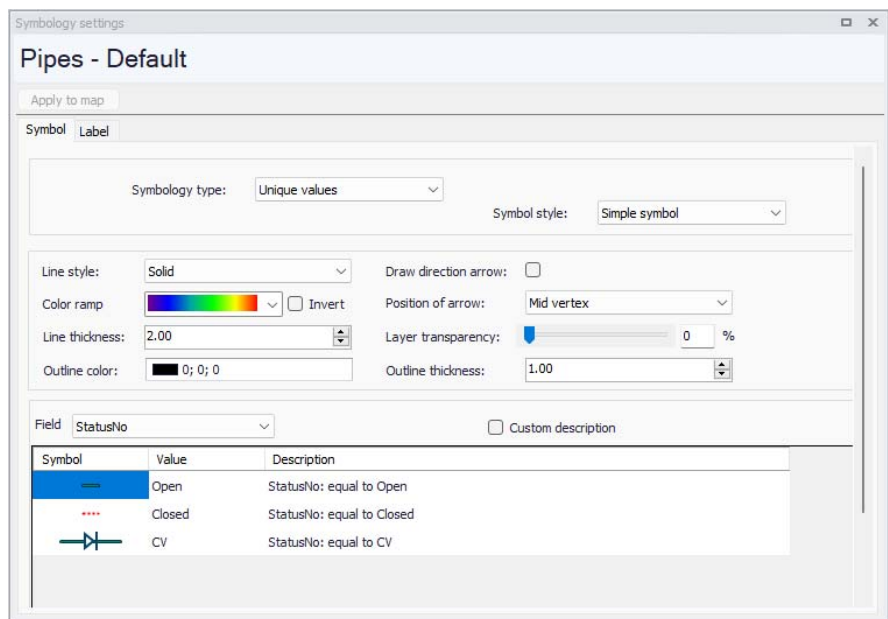 Symbology settings
Pipes - Default
Apply to map
Symbol Label
Symbology type: Unique values
Symbol style: Simple symbol
Line style: Solid Draw direction arrow:
Color ramp Invert Position of arrow: Mid vertex
Line thickness: 2.00 Layer transparency: 0 %
Outline color: 0; 0; 0 Outline thickness: 1.00
Field StatusNo Custom description
Symbol Value Description
Open StatusNo: equal to Open
Closed StatusNo: equal to Closed
CV StatusNo: equal to CV